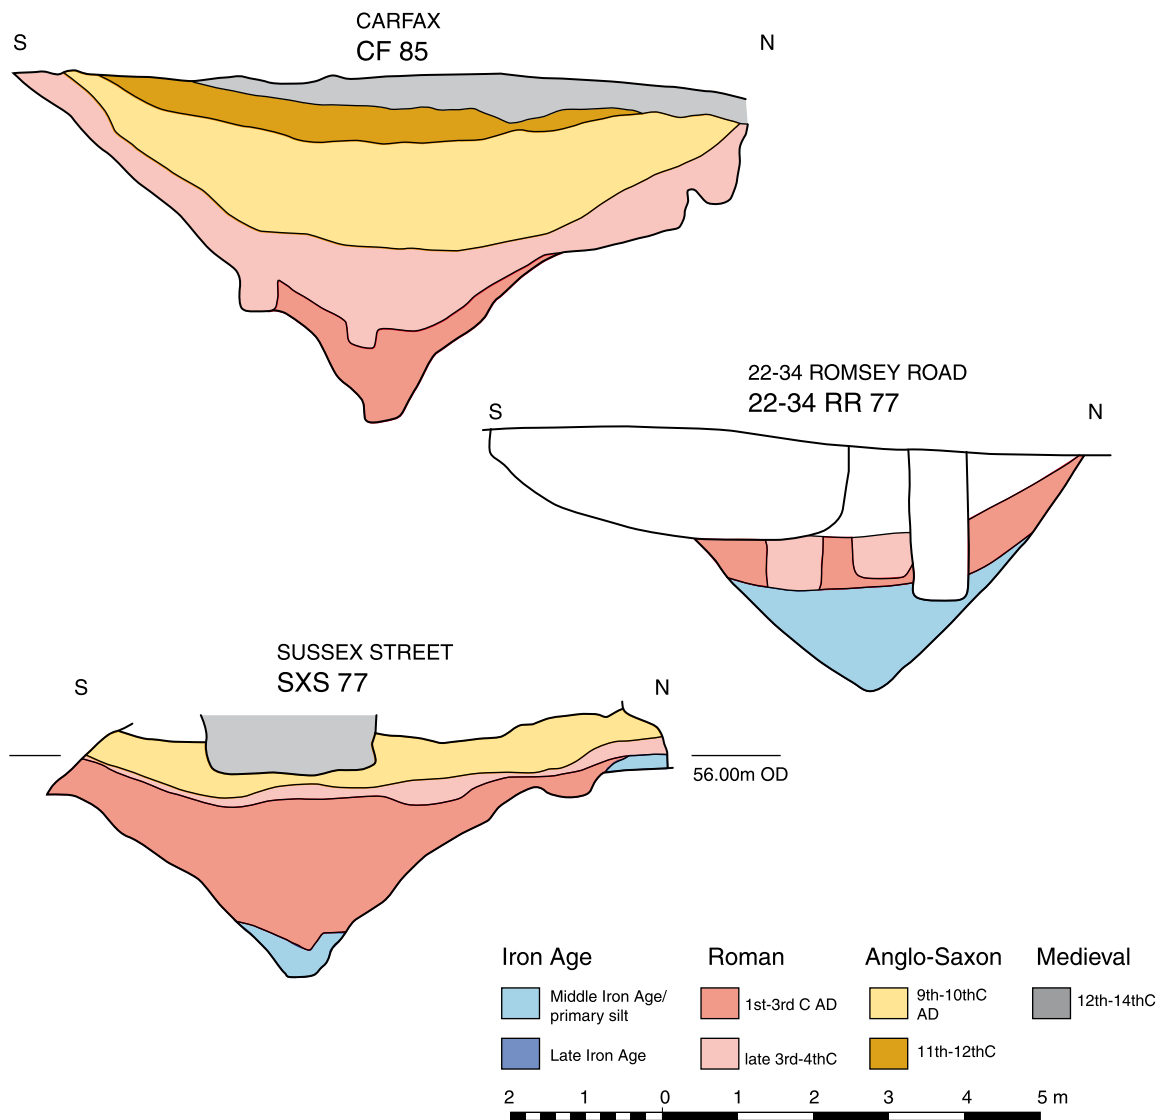 CARFAX
CF 85
S
N
22-34 ROMSEY ROAD
22-34 RR 77
S
N
SUSSEX STREET
SXS 77
S
N
56.00m OD
Iron Age
Roman
Anglo-Saxon
Medieval
Middle Iron Age/
primary silt
1st-3rd C AD
9th-10thC
AD
12th-14thC
Late Iron Age
late 3rd-4thC
11th-12thC
2 1 0 1 2 3 4 5 m